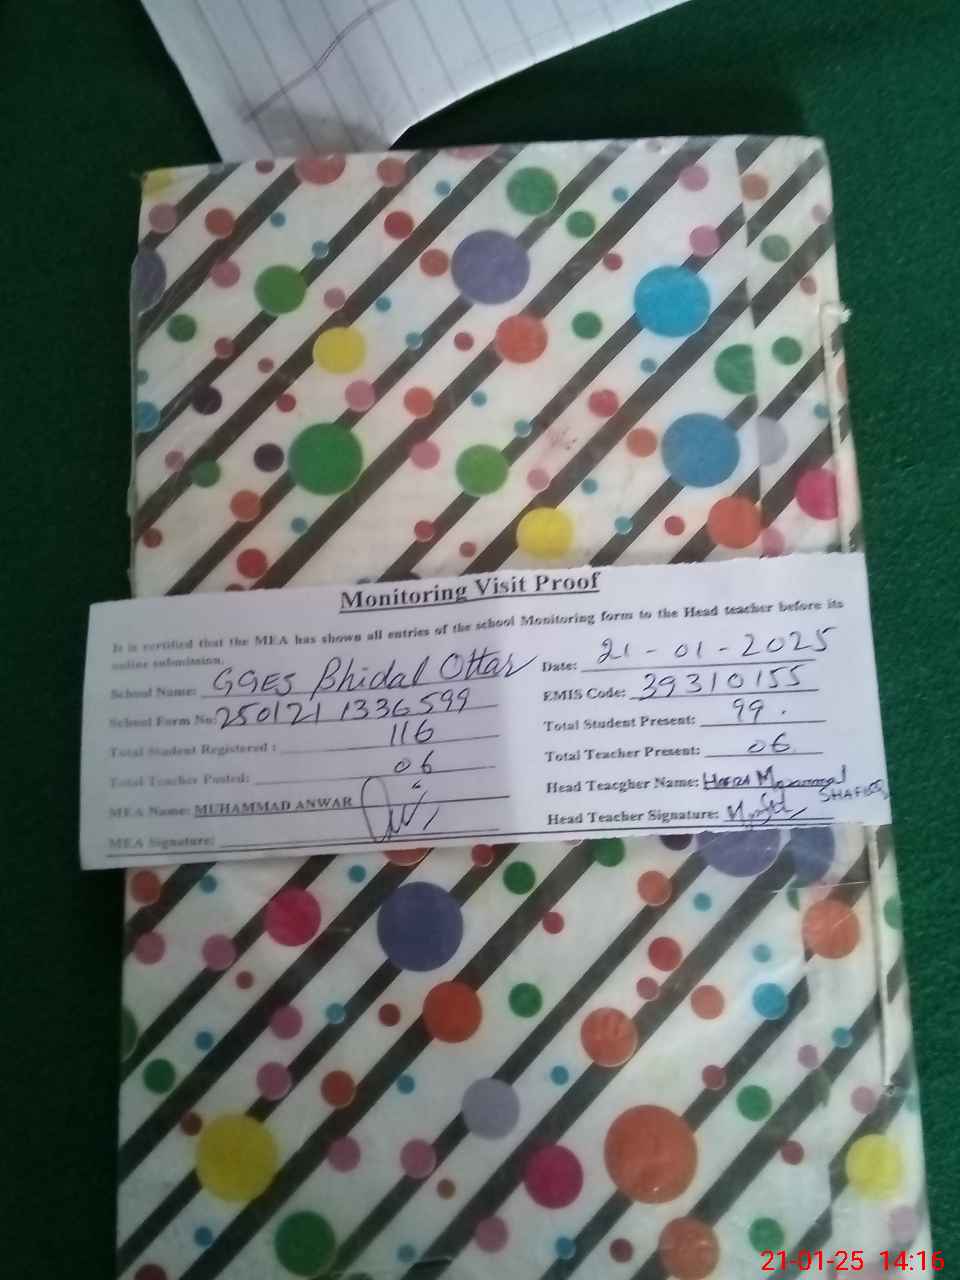 Monitoring Visit Proof
It is certified that the MEA has shown all entries of the school Monitoring form to the Head teacher before its
online submission.
School Name: GGES Bhidal Ottar
Date: 21-01-2025
School Form No: 250121 1336599
EMIS Code: 39310155
Total Student Registered : 116
Total Student Present: 99.
Total Teacher Posted: 06
Total Teacher Present: 06
MEA Name: MUHAMMAD ANWAR
Head Teacgher Name:
MEA Signature:
Head Teacher Signature:
21-01-25 14:16